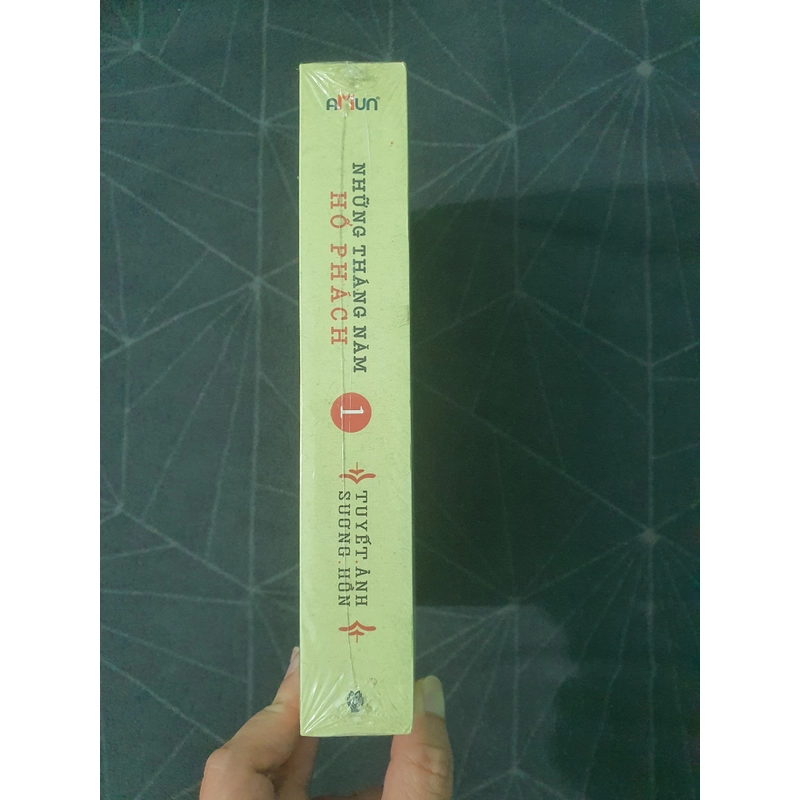 AMUN
NHỮNG THÁNG NĂM
HỔ PHÁCH
1
TUYẾT.ẢNH
SƯƠNG.HỒN